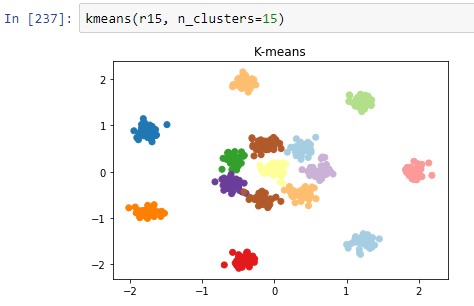 In [237]: kmeans(r15, n_clusters=15)
K-means
2
1
0
−1
−2
−2 −1 0 1 2